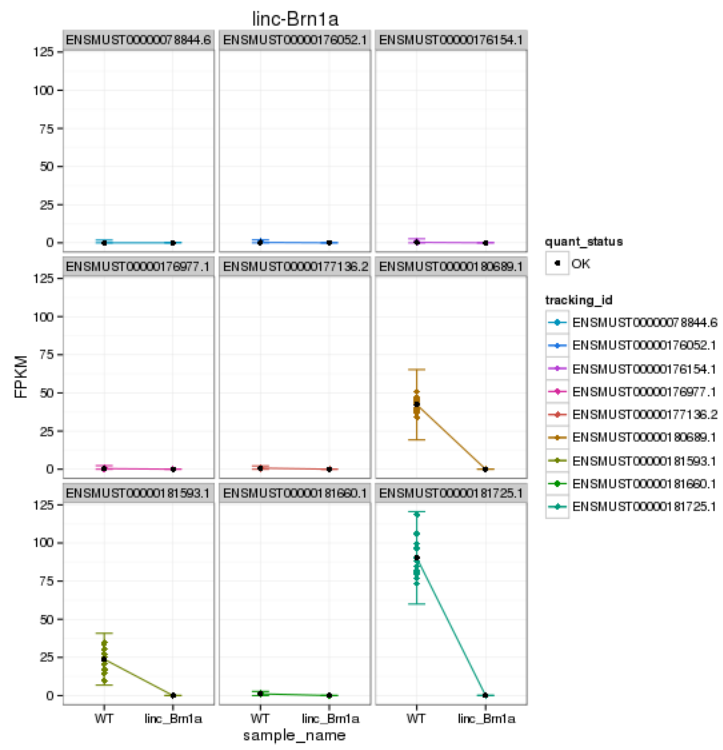 linc-Brn1a
ENSMUST00000078844.6 ENSMUST00000176052.1 ENSMUST00000176154.1
125
100
75
50
25
0
ENSMUST00000176977.1 ENSMUST00000177136.2 ENSMUST00000180689.1
125
100
75
50
25
0
ENSMUST00000181593.1 ENSMUST00000181660.1 ENSMUST00000181725.1
125
100
75
50
25
0
FPKM
WT linc_Brn1a WT linc_Brn1a WT linc_Brn1a
sample_name
quant_status
OK
tracking_id
ENSMUST00000078844.6
ENSMUST00000176052.1
ENSMUST00000176154.1
ENSMUST00000176977.1
ENSMUST00000177136.2
ENSMUST00000180689.1
ENSMUST00000181593.1
ENSMUST00000181660.1
ENSMUST00000181725.1